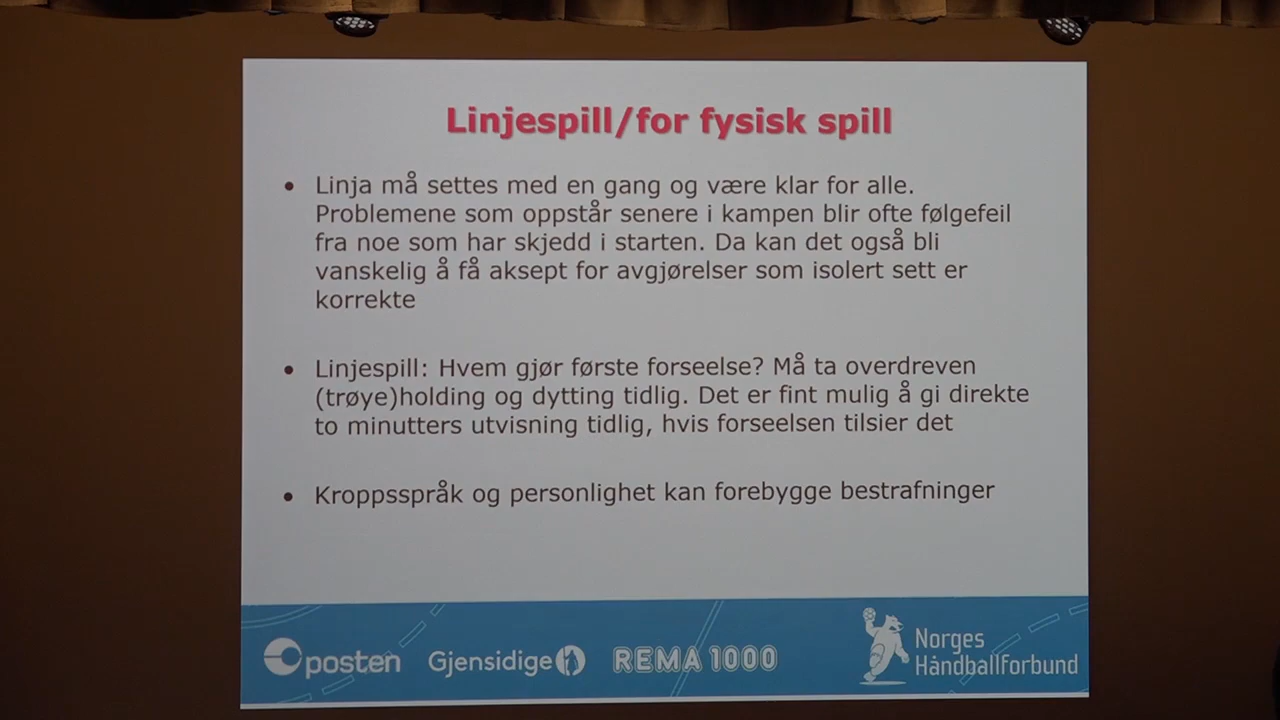 Linjespill/for fysisk spill
• Linja må settes med en gang og være klar for alle.
Problemene som oppstår senere i kampen blir ofte følgefeil
fra noe som har skjedd i starten. Da kan det også bli
vanskelig å få aksept for avgjørelser som isolert sett er
korrekte
• Linjespill: Hvem gjør første forseelse? Må ta overdreven
(trøye)holding og dytting tidlig. Det er fint mulig å gi direkte
to minutters utvisning tidlig, hvis forseelsen tilsier det
• Kroppsspråk og personlighet kan forebygge bestrafninger
posten
Gjensidige
REMA 1000
Norges
Håndballforbund